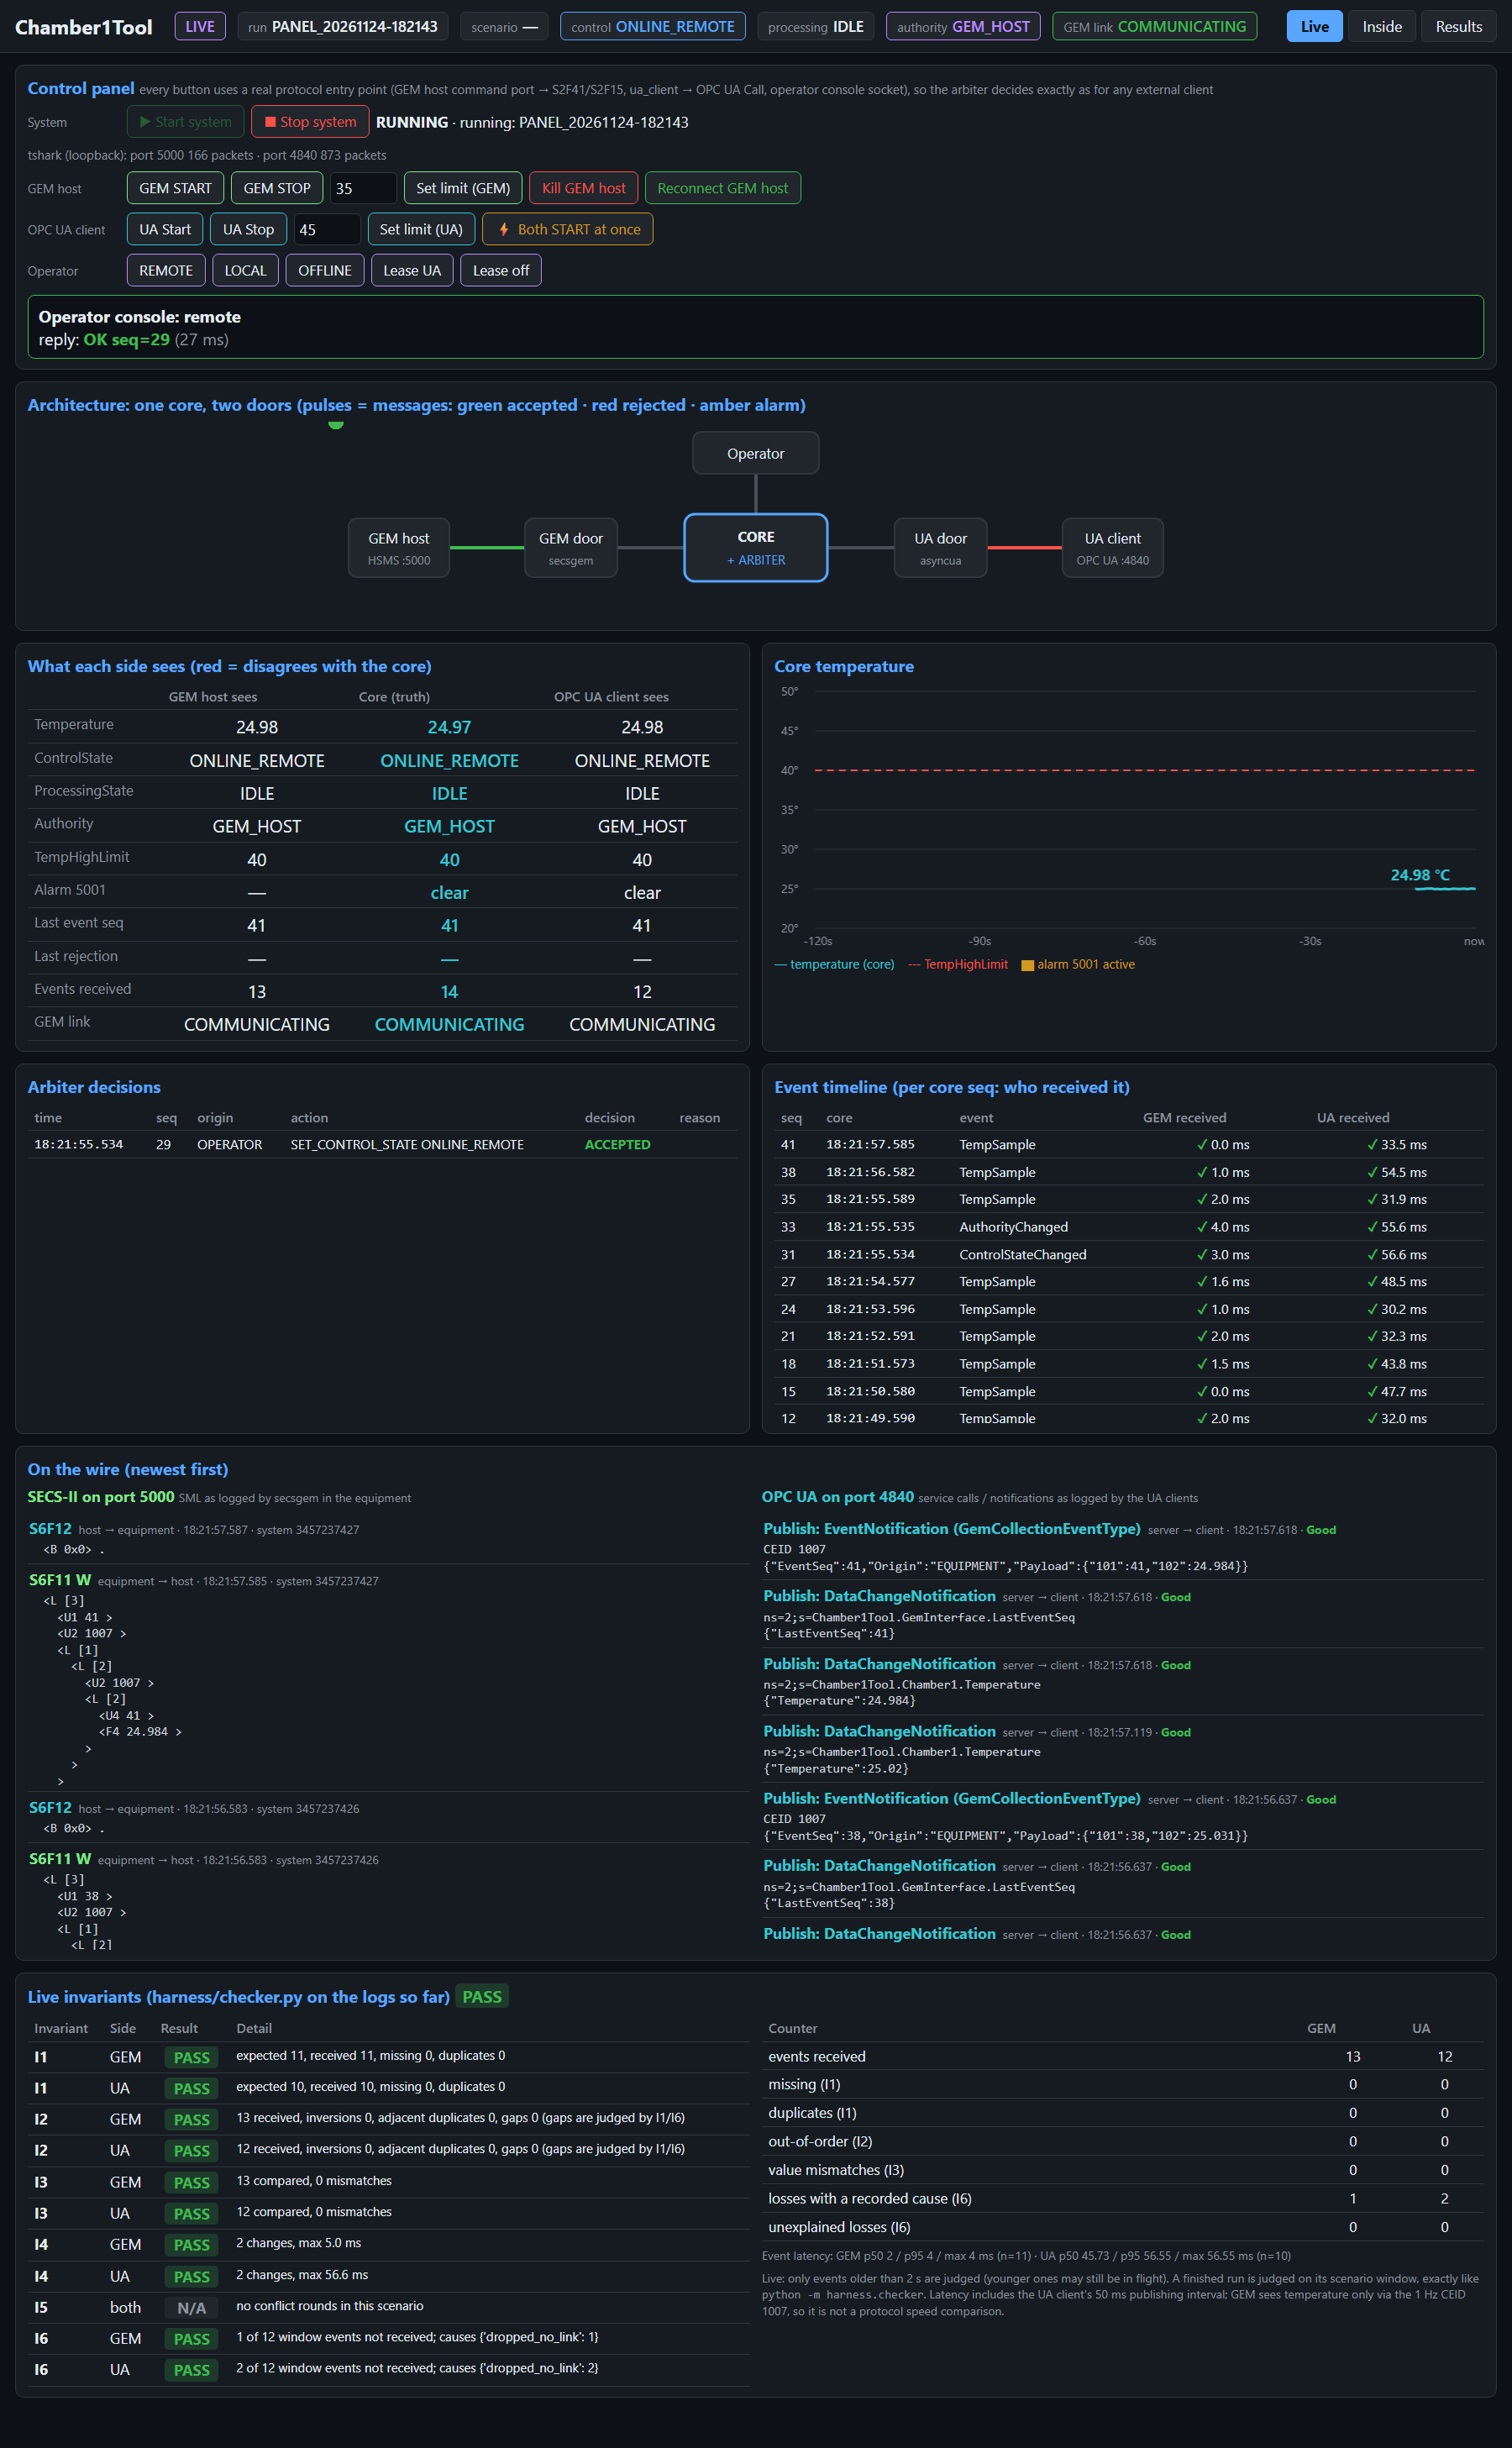 Chamber1Tool LIVE run PANEL_20261124-182143 scenario — control ONLINE_REMOTE processing IDLE authority GEM_HOST GEM link COMMUNICATING Live Inside Results
Control panel every button uses a real protocol entry point (GEM host command port → S2F41/S2F15, ua_client → OPC UA Call, operator console socket), so the arbiter decides exactly as for any external client
System ▶ Start system ■ Stop system RUNNING · running: PANEL_20261124-182143
tshark (loopback): port 5000 166 packets · port 4840 873 packets
GEM host GEM START GEM STOP 35 Set limit (GEM) Kill GEM host Reconnect GEM host
OPC UA client UA Start UA Stop 45 Set limit (UA) ⚡ Both START at once
Operator REMOTE LOCAL OFFLINE Lease UA Lease off
Operator console: remote
reply: OK seq=29 (27 ms)
Architecture: one core, two doors (pulses = messages: green accepted · red rejected · amber alarm)
Operator
GEM host GEM door CORE UA door UA client
HSMS :5000 secsgem + ARBITER asyncua OPC UA :4840
What each side sees (red = disagrees with the core)
GEM host sees Core (truth) OPC UA client sees
Temperature 24.98 24.97 24.98
ControlState ONLINE_REMOTE ONLINE_REMOTE ONLINE_REMOTE
ProcessingState IDLE IDLE IDLE
Authority GEM_HOST GEM_HOST GEM_HOST
TempHighLimit 40 40 40
Alarm 5001 — clear clear
Last event seq 41 41 41
Last rejection — — —
Events received 13 14 12
GEM link COMMUNICATING COMMUNICATING COMMUNICATING
Core temperature
50°
45°
40°
35°
30°
24.98 °C
25°
20°
-120s -90s -60s -30s now
— temperature (core) --- TempHighLimit ■ alarm 5001 active
Arbiter decisions
time seq origin action decision reason
18:21:55.534 29 OPERATOR SET_CONTROL_STATE ONLINE_REMOTE ACCEPTED
Event timeline (per core seq: who received it)
seq core event GEM received UA received
41 18:21:57.585 TempSample ✓ 0.0 ms ✓ 33.5 ms
38 18:21:56.582 TempSample ✓ 1.0 ms ✓ 54.5 ms
35 18:21:55.589 TempSample ✓ 2.0 ms ✓ 31.9 ms
33 18:21:55.535 AuthorityChanged ✓ 4.0 ms ✓ 55.6 ms
31 18:21:55.534 ControlStateChanged ✓ 3.0 ms ✓ 56.6 ms
27 18:21:54.577 TempSample ✓ 1.6 ms ✓ 48.5 ms
24 18:21:53.596 TempSample ✓ 1.0 ms ✓ 30.2 ms
21 18:21:52.591 TempSample ✓ 2.0 ms ✓ 32.3 ms
18 18:21:51.573 TempSample ✓ 1.5 ms ✓ 43.8 ms
15 18:21:50.580 TempSample ✓ 0.0 ms ✓ 47.7 ms
12 18:21:49.590 TempSample ✓ 2.0 ms ✓ 32.0 ms
On the wire (newest first)
SECS-II on port 5000 SML as logged by secsgem in the equipment
S6F12 host → equipment · 18:21:57.587 · system 3457237427
<B 0x0> .
S6F11 W equipment → host · 18:21:57.585 · system 3457237427
<L [3]
<U1 41 >
<U2 1007 >
<L [1]
<L [2]
<U2 1007 >
<L [2]
<U4 41 >
<F4 24.984 >
>
>
>
S6F12 host → equipment · 18:21:56.583 · system 3457237426
<B 0x0> .
S6F11 W equipment → host · 18:21:56.583 · system 3457237426
<L [3]
<U1 38 >
<U2 1007 >
<L [1]
<L [2]
OPC UA on port 4840 service calls / notifications as logged by the UA clients
Publish: EventNotification (GemCollectionEventType) server → client · 18:21:57.618 · Good
CEID 1007
{"EventSeq":41,"Origin":"EQUIPMENT","Payload":{"101":41,"102":24.984}}
Publish: DataChangeNotification server → client · 18:21:57.618 · Good
ns=2;s=Chamber1Tool.GemInterface.LastEventSeq
{"LastEventSeq":41}
Publish: DataChangeNotification server → client · 18:21:57.618 · Good
ns=2;s=Chamber1Tool.Chamber1.Temperature
{"Temperature":24.984}
Publish: DataChangeNotification server → client · 18:21:57.119 · Good
ns=2;s=Chamber1Tool.Chamber1.Temperature
{"Temperature":25.02}
Publish: EventNotification (GemCollectionEventType) server → client · 18:21:56.637 · Good
CEID 1007
{"EventSeq":38,"Origin":"EQUIPMENT","Payload":{"101":38,"102":25.031}}
Publish: DataChangeNotification server → client · 18:21:56.637 · Good
ns=2;s=Chamber1Tool.GemInterface.LastEventSeq
{"LastEventSeq":38}
Publish: DataChangeNotification server → client · 18:21:56.637 · Good
Live invariants (harness/checker.py on the logs so far) PASS
Invariant Side Result Detail
I1 GEM PASS expected 11, received 11, missing 0, duplicates 0
I1 UA PASS expected 10, received 10, missing 0, duplicates 0
I2 GEM PASS 13 received, inversions 0, adjacent duplicates 0, gaps 0 (gaps are judged by I1/I6)
I2 UA PASS 12 received, inversions 0, adjacent duplicates 0, gaps 0 (gaps are judged by I1/I6)
I3 GEM PASS 13 compared, 0 mismatches
I3 UA PASS 12 compared, 0 mismatches
I4 GEM PASS 2 changes, max 5.0 ms
I4 UA PASS 2 changes, max 56.6 ms
I5 both N/A no conflict rounds in this scenario
I6 GEM PASS 1 of 12 window events not received; causes {'dropped_no_link': 1}
I6 UA PASS 2 of 12 window events not received; causes {'dropped_no_link': 2}
Counter GEM UA
events received 13 12
missing (I1) 0 0
duplicates (I1) 0 0
out-of-order (I2) 0 0
value mismatches (I3) 0 0
losses with a recorded cause (I6) 1 2
unexplained losses (I6) 0 0
Event latency: GEM p50 2 / p95 4 / max 4 ms (n=11) · UA p50 45.73 / p95 56.55 / max 56.55 ms (n=10)
Live: only events older than 2 s are judged (younger ones may still be in flight). A finished run is judged on its scenario window, exactly like
python -m harness.checker. Latency includes the UA client's 50 ms publishing interval; GEM sees temperature only via the 1 Hz CEID
1007, so it is not a protocol speed comparison.